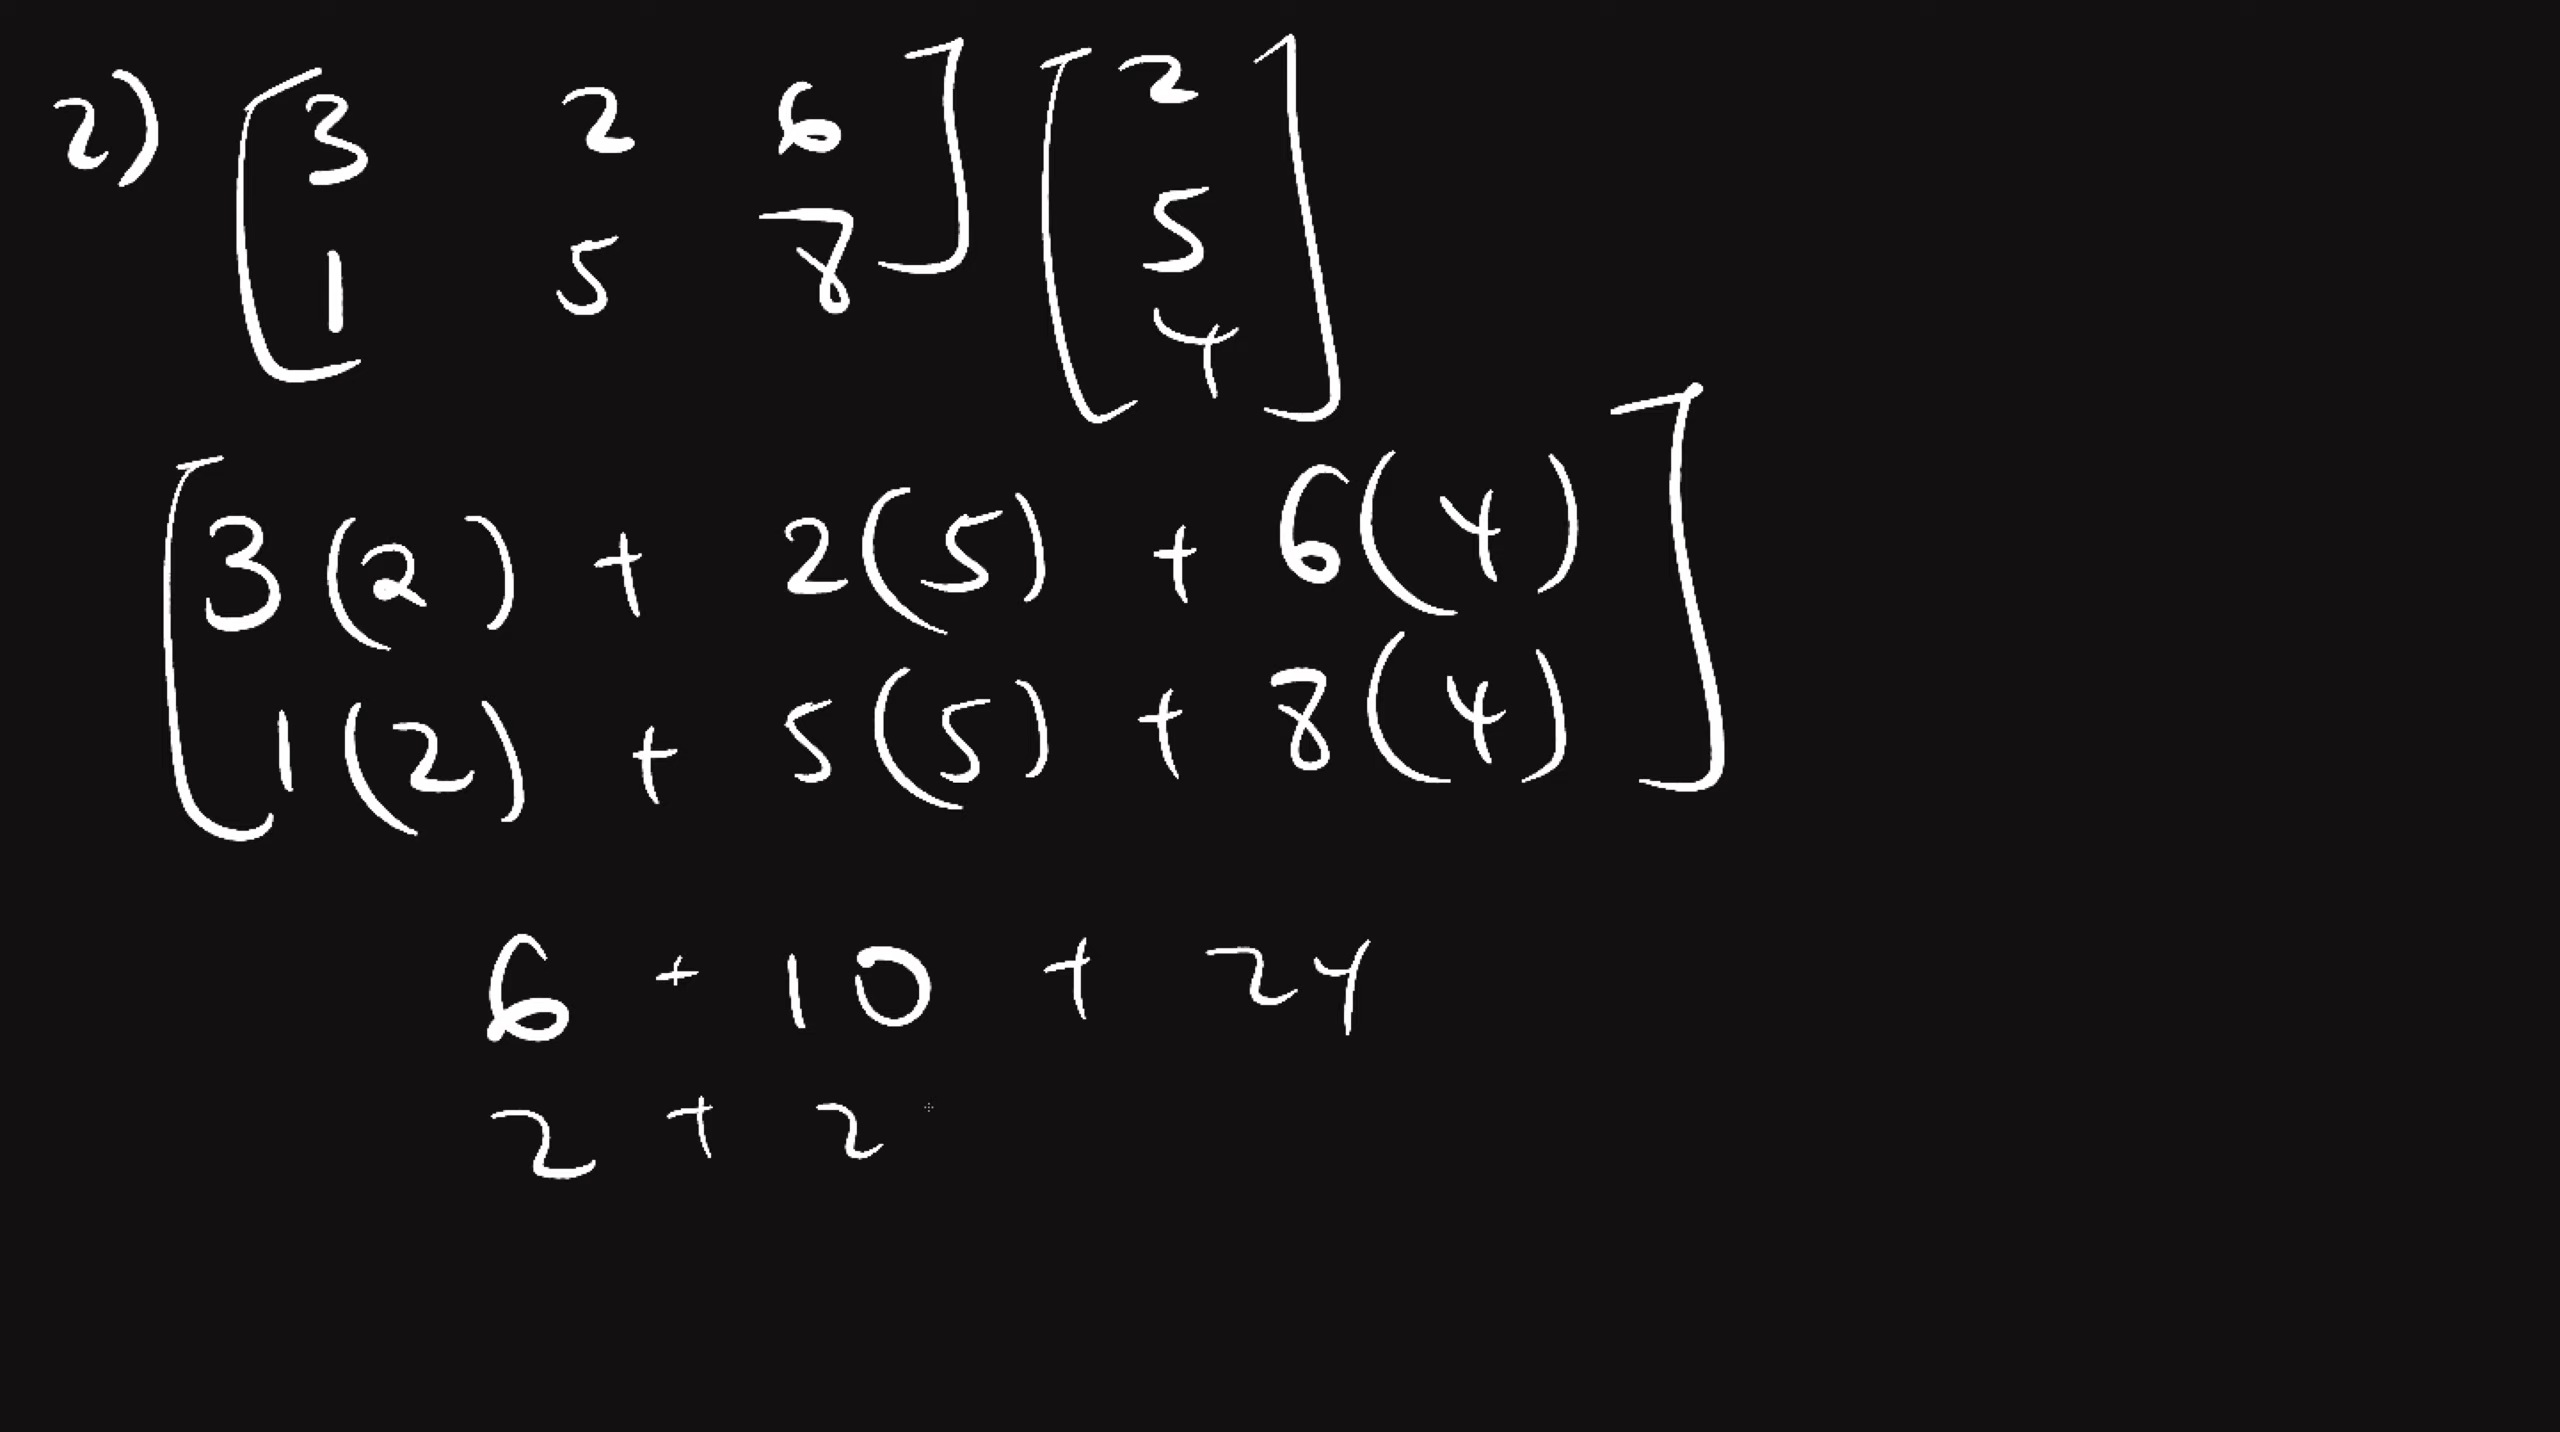 2) [3 2 6] [2]
[1 5 8] [5]
[4]
[3(2) + 2(5) + 6(4)]
[1(2) + 5(5) + 8(4)]
6 + 10 + 24
2 + 2